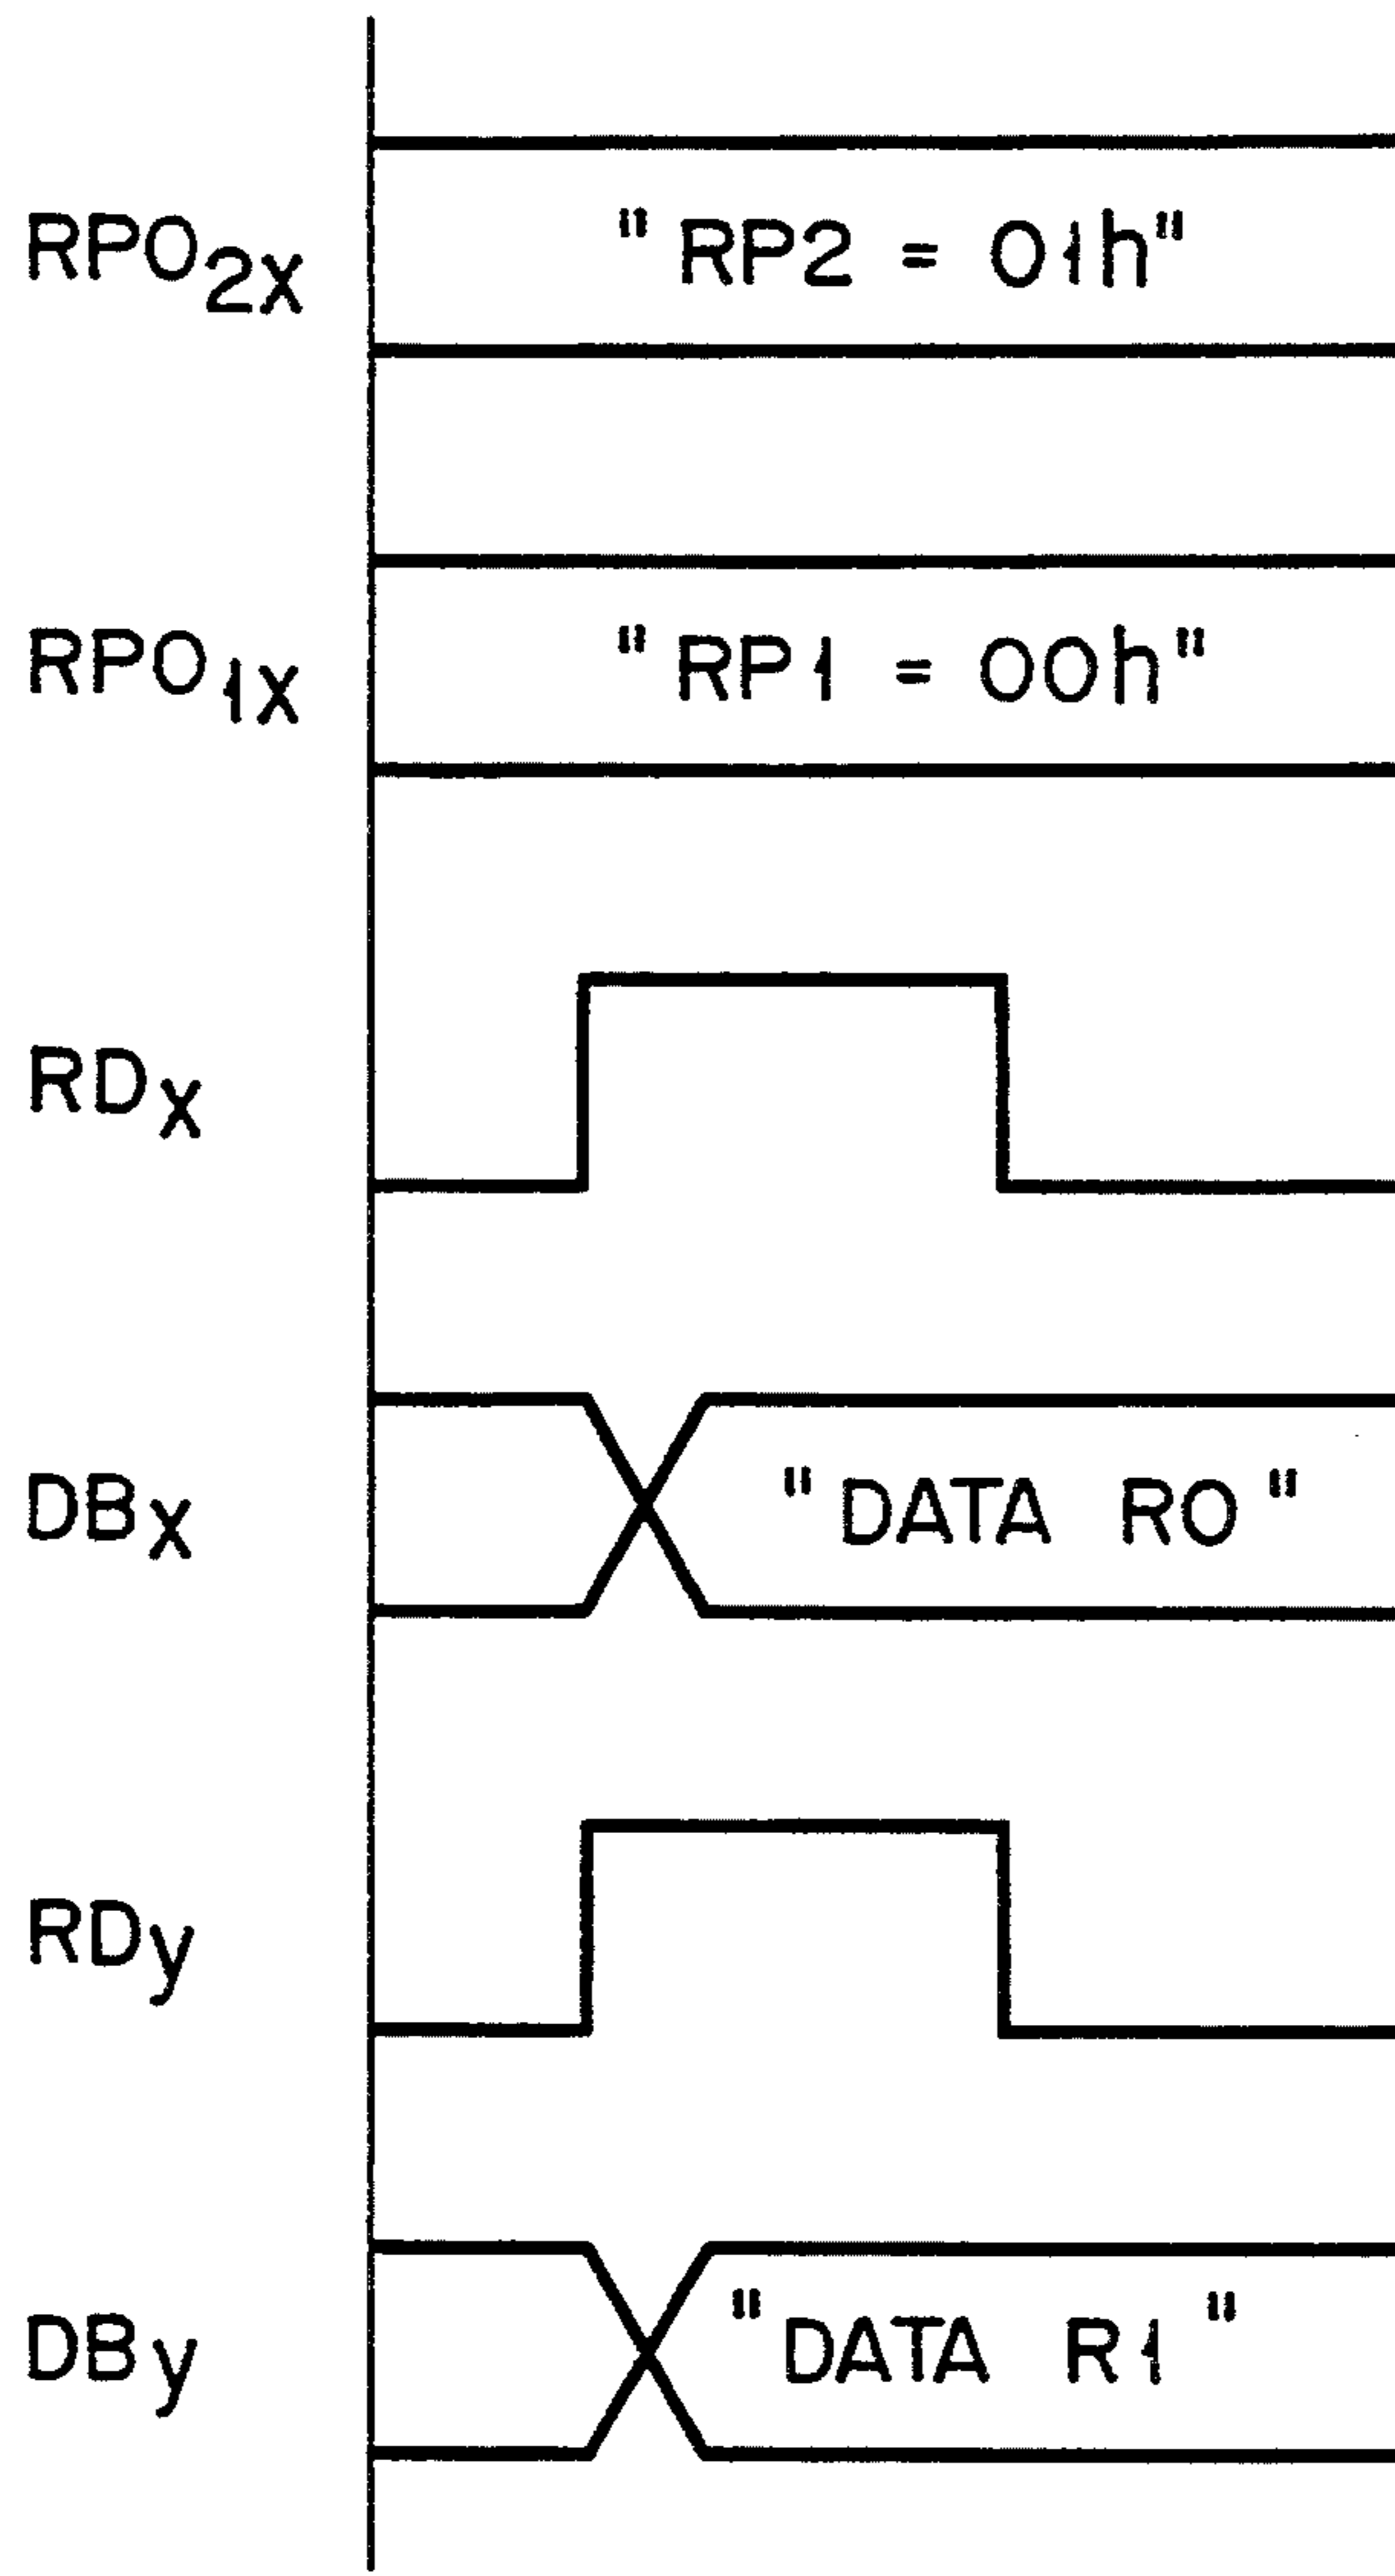 RPO2X "RP2 = 01h"
RPO1X "RP1 = 00h"
RDX
DBX "DATA R0"
RDy
DBy "DATA R1"